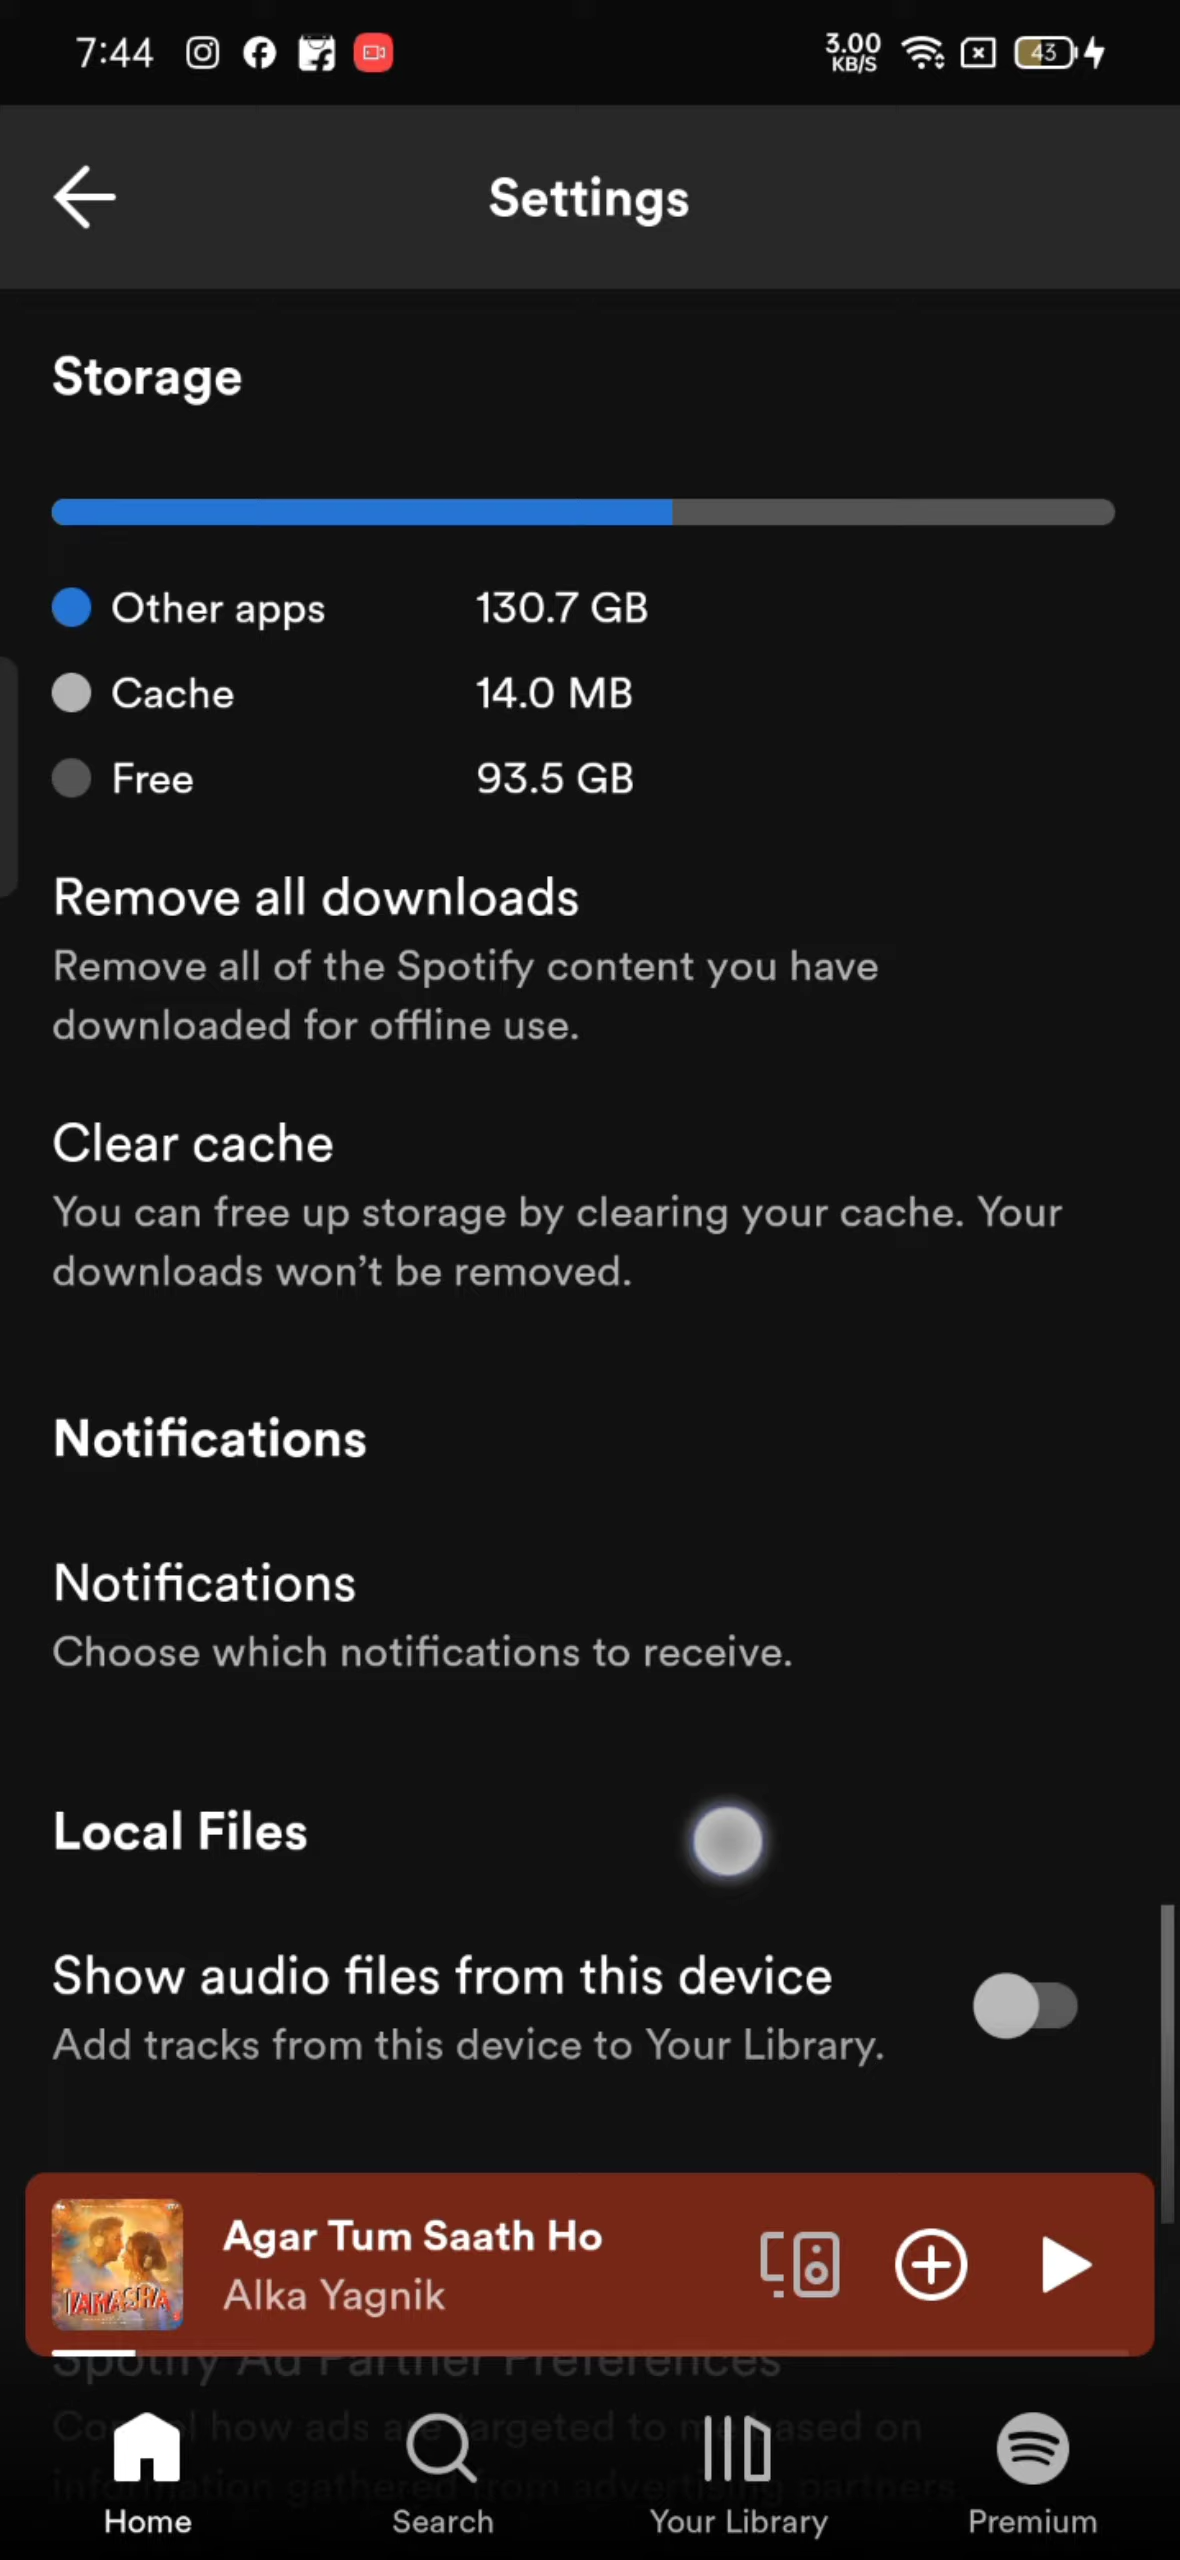 7:44
3.00
KB/S
43
Settings
Storage
Other apps 130.7 GB
Cache 14.0 MB
Free 93.5 GB
Remove all downloads
Remove all of the Spotify content you have
downloaded for offline use.
Clear cache
You can free up storage by clearing your cache. Your
downloads won’t be removed.
Notifications
Notifications
Choose which notifications to receive.
Local Files
Show audio files from this device
Add tracks from this device to Your Library.
TAMASHA
Agar Tum Saath Ho
Alka Yagnik
Spotify Ad Partner Preferences
how ads are targeted to me based on
information gathered from advertising partners
Home
Search
Your Library
Premium